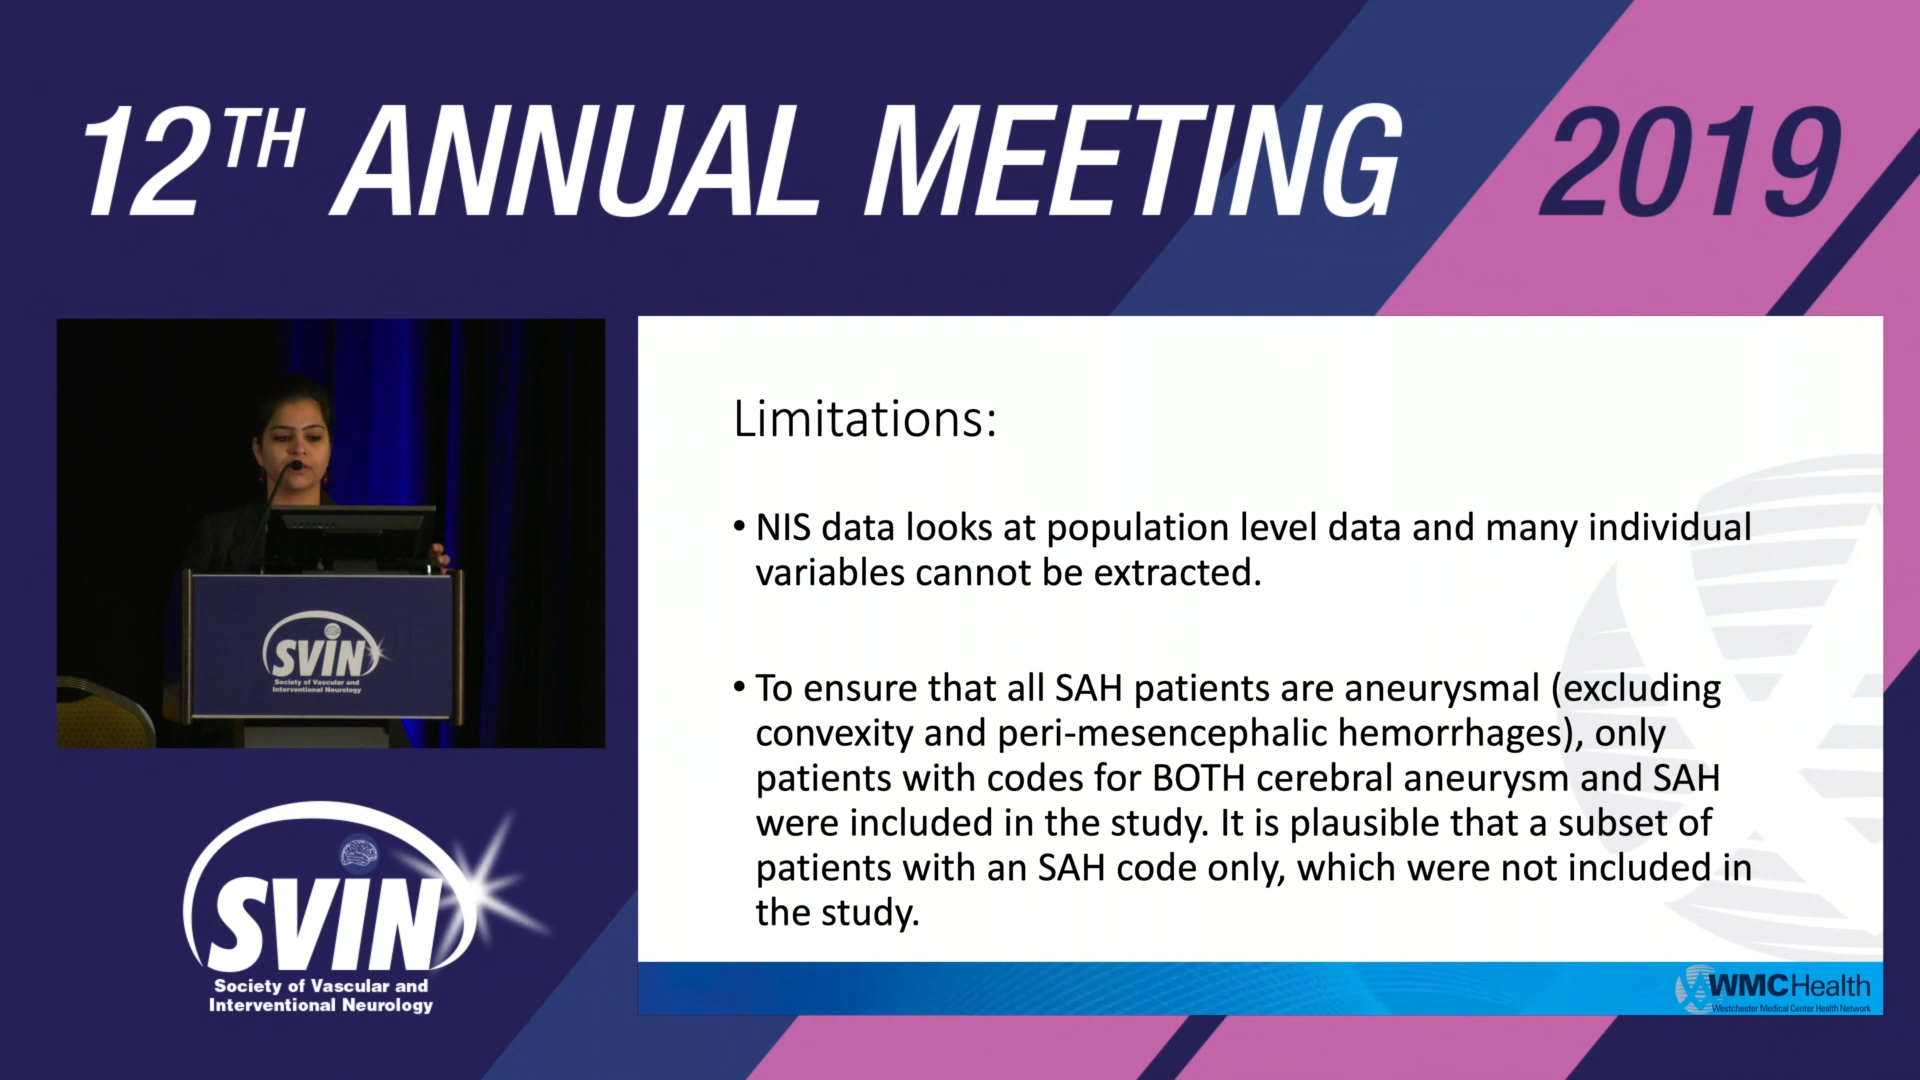 12TH ANNUAL MEETING 2019
Limitations:
• NIS data looks at population level data and many individual
variables cannot be extracted.
• To ensure that all SAH patients are aneurysmal (excluding
convexity and peri-mesencephalic hemorrhages), only
patients with codes for BOTH cerebral aneurysm and SAH
were included in the study. It is plausible that a subset of
patients with an SAH code only, which were not included in
the study.
SVIN
Society of Vascular and
Interventional Neurology
SVIN
Society of Vascular and
Interventional Neurology
WMCHealth
Westchester Medical Center Health Network